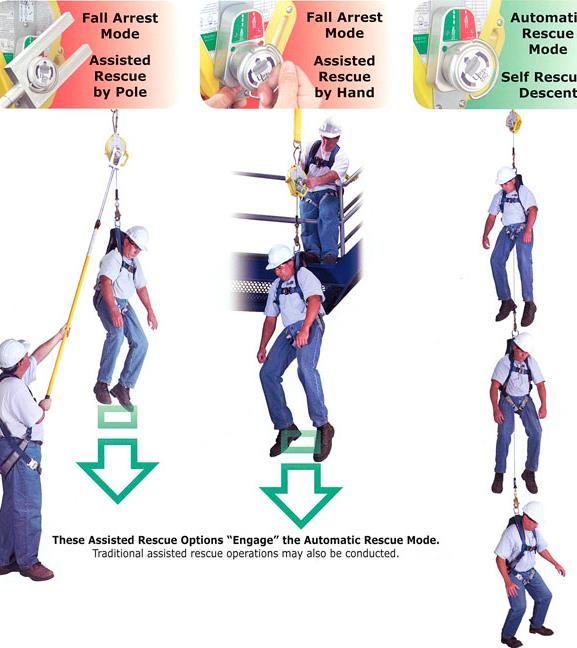 Fall Arrest
Mode
Assisted
Rescue
by Pole
Fall Arrest
Mode
Assisted
Rescue
by Hand
Automati
Rescue
Mode
Self Rescu
Descent
These Assisted Rescue Options “Engage” the Automatic Rescue Mode.
Traditional assisted rescue operations may also be conducted.